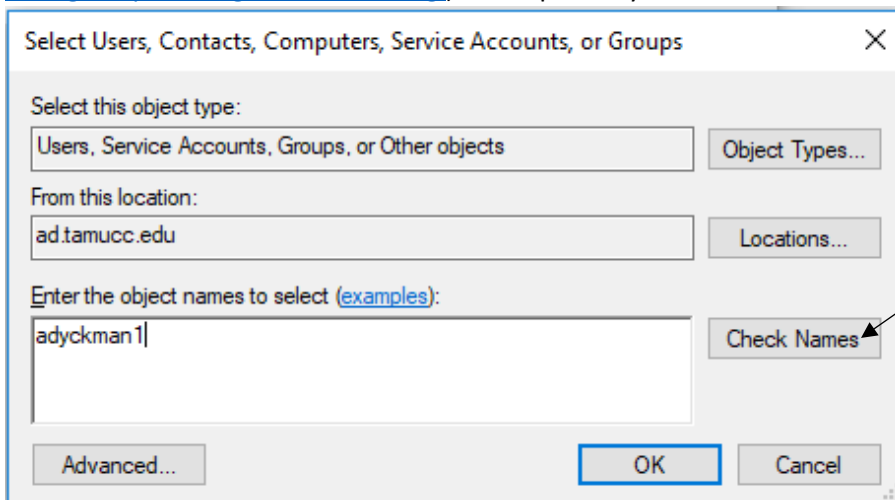 Select Users, Contacts, Computers, Service Accounts, or Groups
Select this object type:
Users, Service Accounts, Groups, or Other objects
Object Types...
From this location:
ad.tamucc.edu
Locations...
Enter the object names to select (examples):
adyckman1
Check Names
Advanced...
OK
Cancel